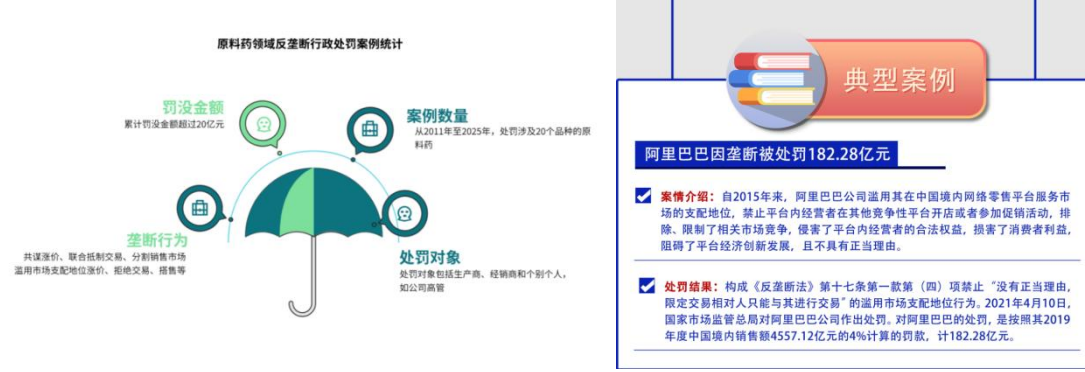 原料药领域反垄断行政处罚案例统计
罚没金额
累计罚没金额超过20亿元
案例数量
从2011年至2025年，处罚涉及20个品种的原
料药
垄断行为
共谋涨价、联合抵制交易、分割销售市场
滥用市场支配地位涨价、拒绝交易、搭售等
处罚对象
处罚对象包括生产商、经销商和个别个人，
如公司高管
典型案例
阿里巴巴因垄断被处罚182.28亿元
案情介绍：自2015年来，阿里巴巴公司滥用其在中国境内网络零售平台服务市
场的支配地位，禁止平台内经营者在其他竞争性平台开店或者参加促销活动，排
除、限制了相关市场竞争，侵害了平台内经营者的合法权益，损害了消费者利益，
阻碍了平台经济创新发展，且不具有正当理由。
处罚结果：构成《反垄断法》第十七条第一款第（四）项禁止“没有正当理由，
限定交易相对人只能与其进行交易”的滥用市场支配地位行为。2021年4月10日，
国家市场监管总局对阿里巴巴公司作出处罚。对阿里巴巴的处罚，是按照其2019
年度中国境内销售额4557.12亿元的4%计算的罚款，计182.28亿元。